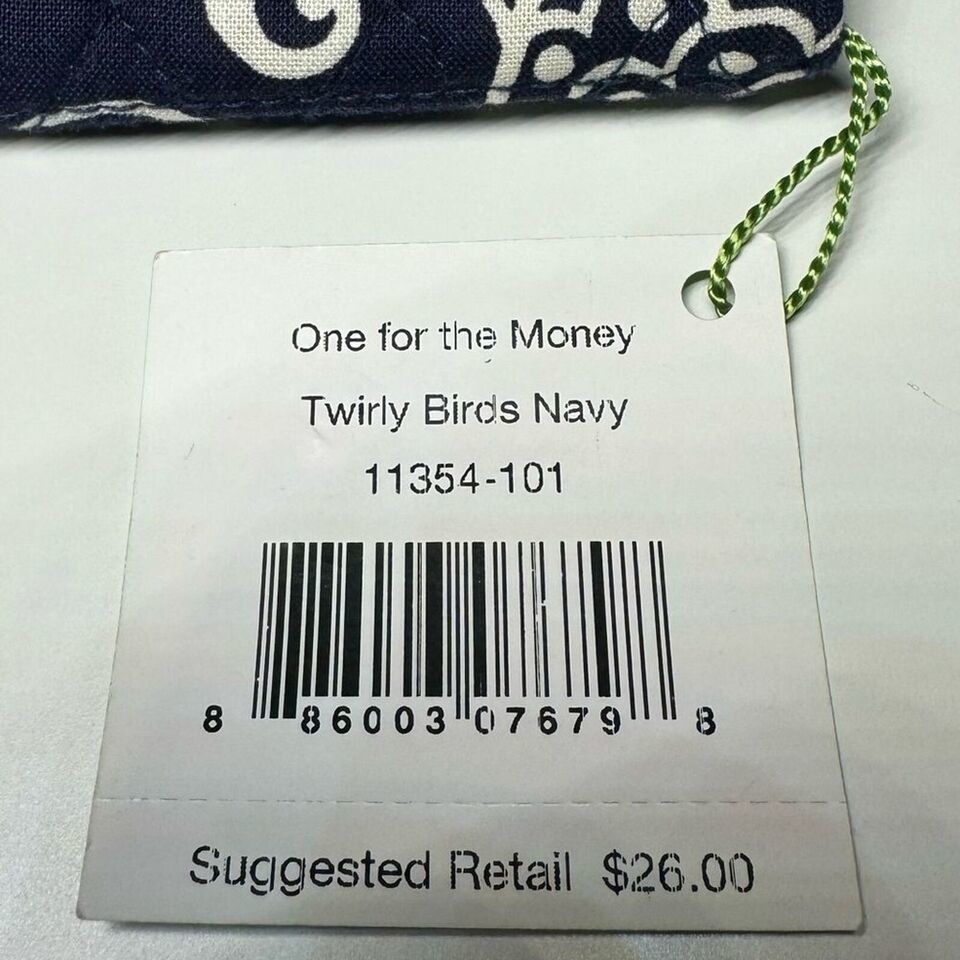 One for the Money
Twirly Birds Navy
11354-101
8 86003 07679 8
Suggested Retail $26.00